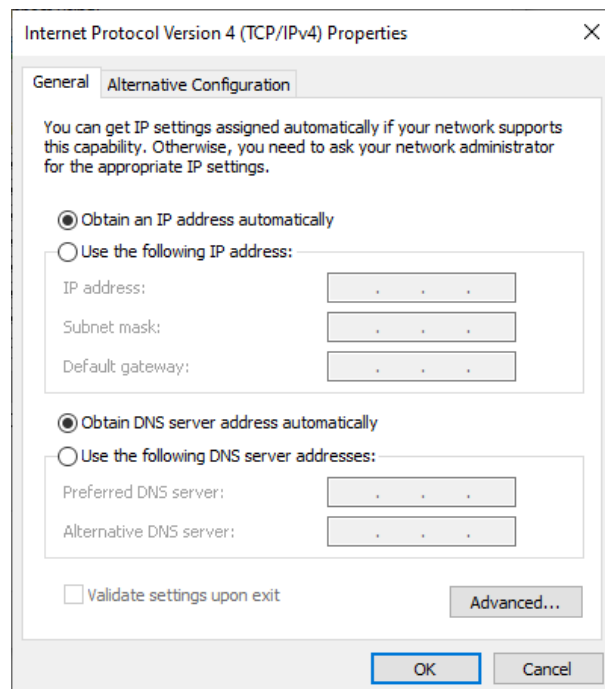 Internet Protocol Version 4 (TCP/IPv4) Properties
General
Alternative Configuration
You can get IP settings assigned automatically if your network supports
this capability. Otherwise, you need to ask your network administrator
for the appropriate IP settings.
Obtain an IP address automatically
Use the following IP address:
IP address:
Subnet mask:
Default gateway:
Obtain DNS server address automatically
Use the following DNS server addresses:
Preferred DNS server:
Alternative DNS server:
Validate settings upon exit
Advanced...
OK
Cancel